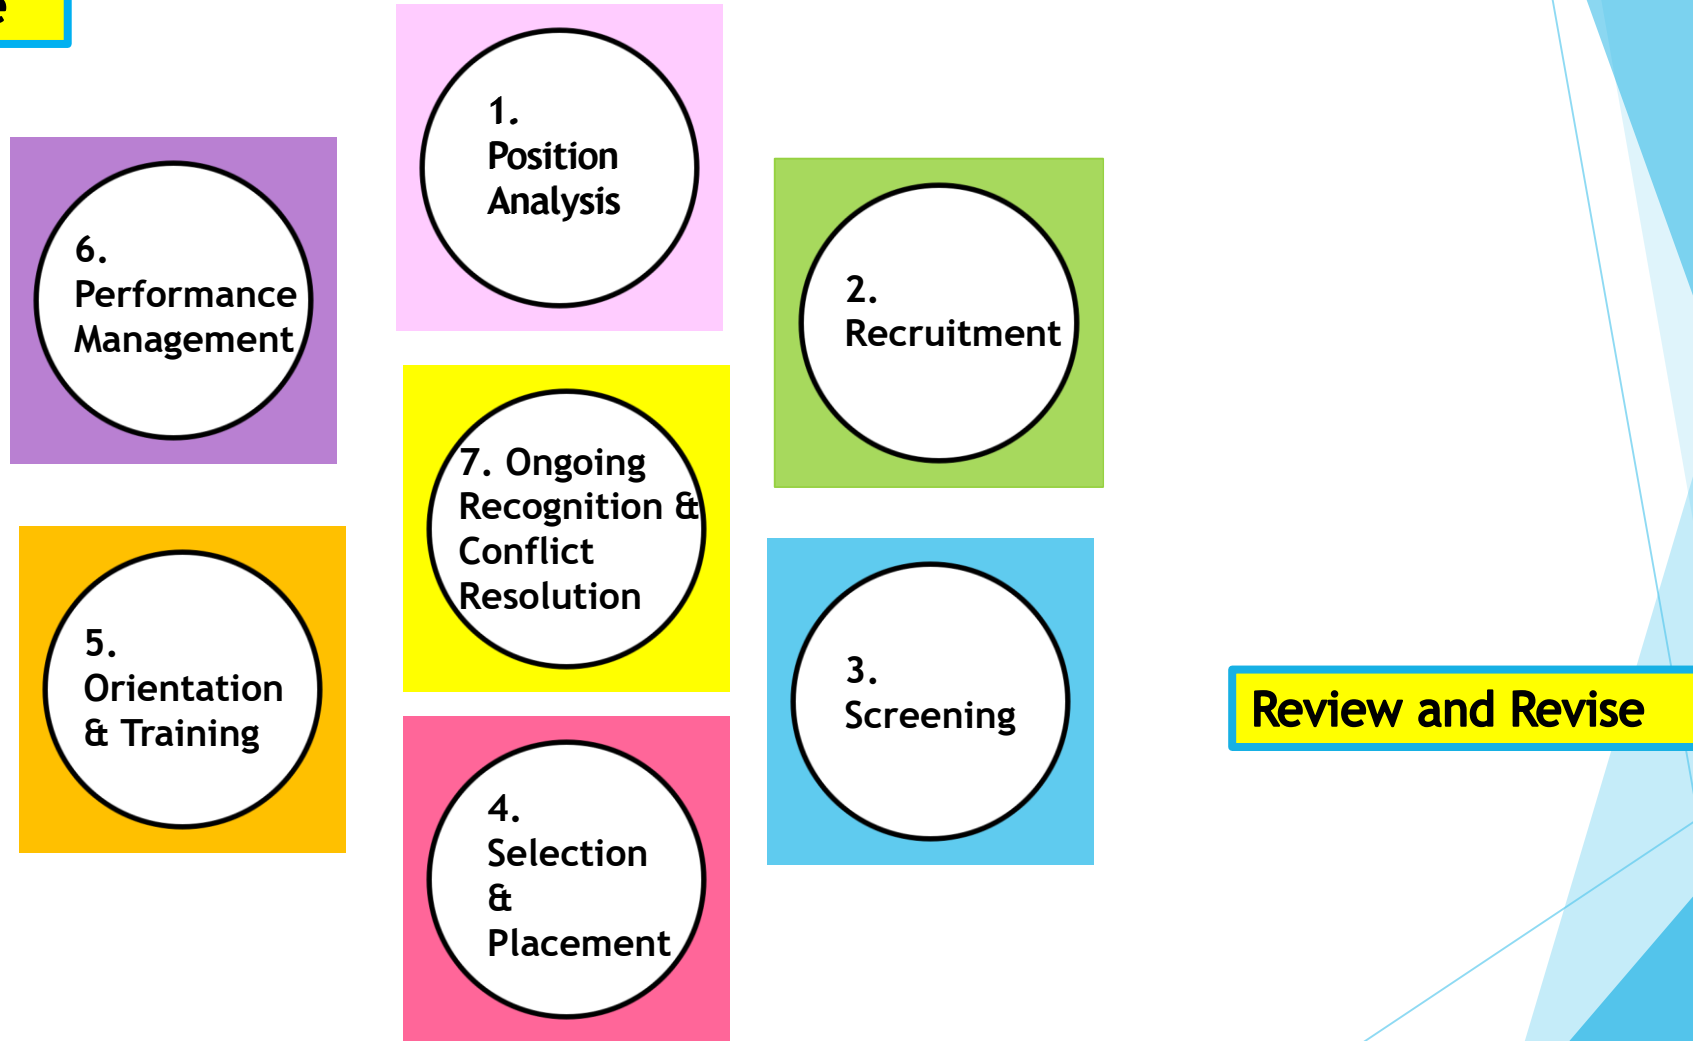 1.
Position
Analysis
2.
Recruitment
3.
Screening
4.
Selection
&
Placement
5.
Orientation
& Training
6.
Performance
Management
7. Ongoing
Recognition &
Conflict
Resolution
Review and Revise